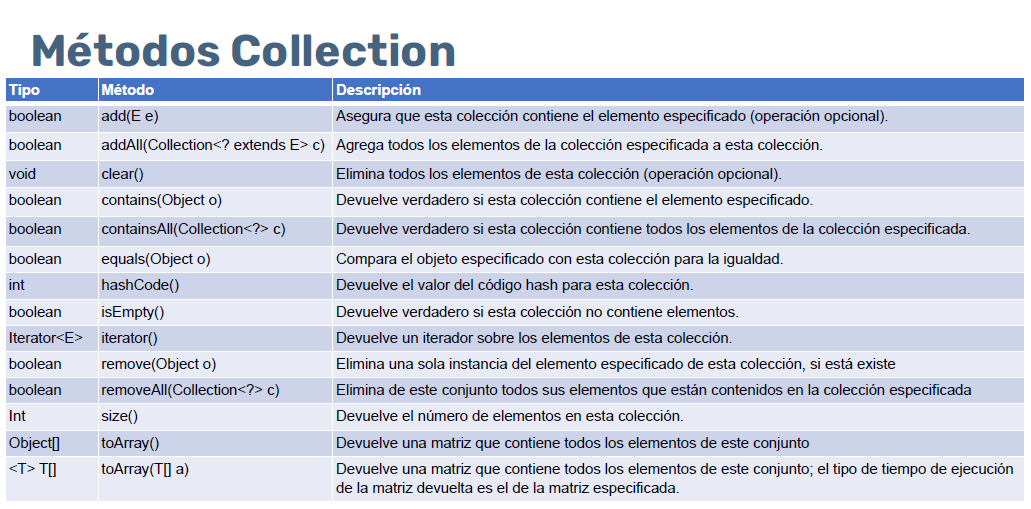 Métodos Collection
Tipo Método Descripción
boolean add(E e) Asegura que esta colección contiene el elemento especificado (operación opcional).
boolean addAll(Collection<? extends E> c) Agrega todos los elementos de la colección especificada a esta colección.
void clear() Elimina todos los elementos de esta colección (operación opcional).
boolean contains(Object o) Devuelve verdadero si esta colección contiene el elemento especificado.
boolean containsAll(Collection<?> c) Devuelve verdadero si esta colección contiene todos los elementos de la colección especificada.
boolean equals(Object o) Compara el objeto especificado con esta colección para la igualdad.
int hashCode() Devuelve el valor del código hash para esta colección.
boolean isEmpty() Devuelve verdadero si esta colección no contiene elementos.
Iterator<E> iterator() Devuelve un iterador sobre los elementos de esta colección.
boolean remove(Object o) Elimina una sola instancia del elemento especificado de esta colección, si está existe
boolean removeAll(Collection<?> c) Elimina de este conjunto todos sus elementos que están contenidos en la colección especificada
Int size() Devuelve el número de elementos en esta colección.
Object[] toArray() Devuelve una matriz que contiene todos los elementos de este conjunto
<T> T[] toArray(T[] a) Devuelve una matriz que contiene todos los elementos de este conjunto; el tipo de tiempo de ejecución
de la matriz devuelta es el de la matriz especificada.